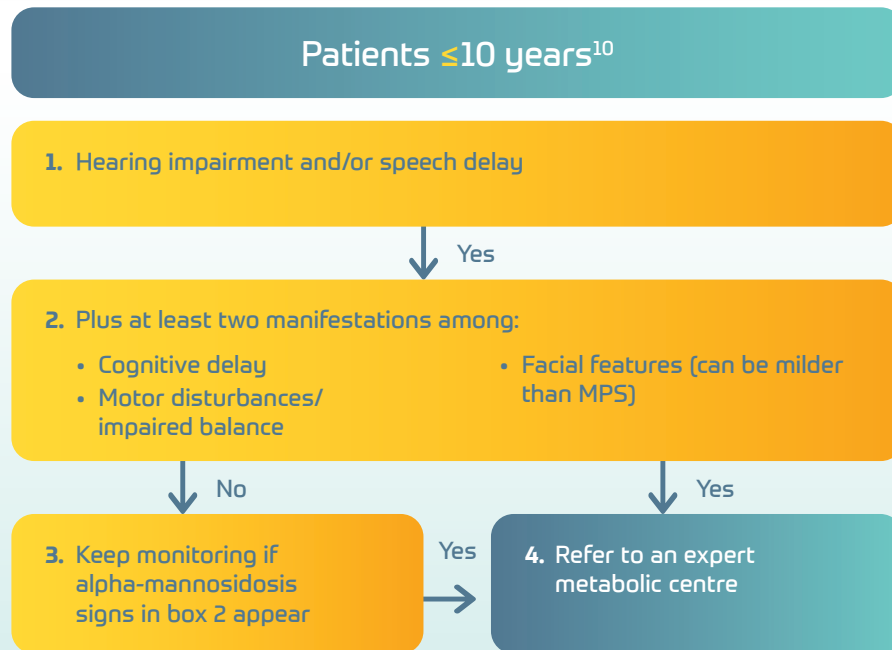 Patients ≤10 years¹⁰
1. Hearing impairment and/or speech delay
Yes
2. Plus at least two manifestations among:
• Cognitive delay
• Motor disturbances/
impaired balance
• Facial features (can be milder
than MPS)
No
Yes
3. Keep monitoring if
alpha-mannosidosis
signs in box 2 appear
Yes
4. Refer to an expert
metabolic centre